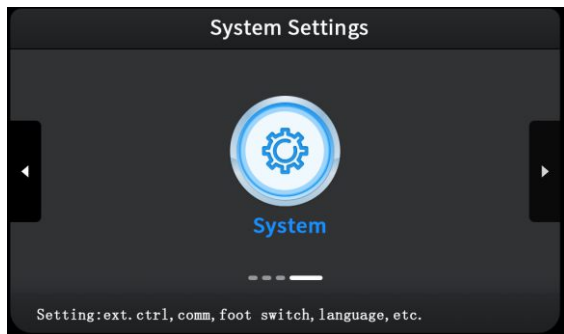 System Settings
System
Setting:ext.ctrl,comm,foot switch,language,etc.